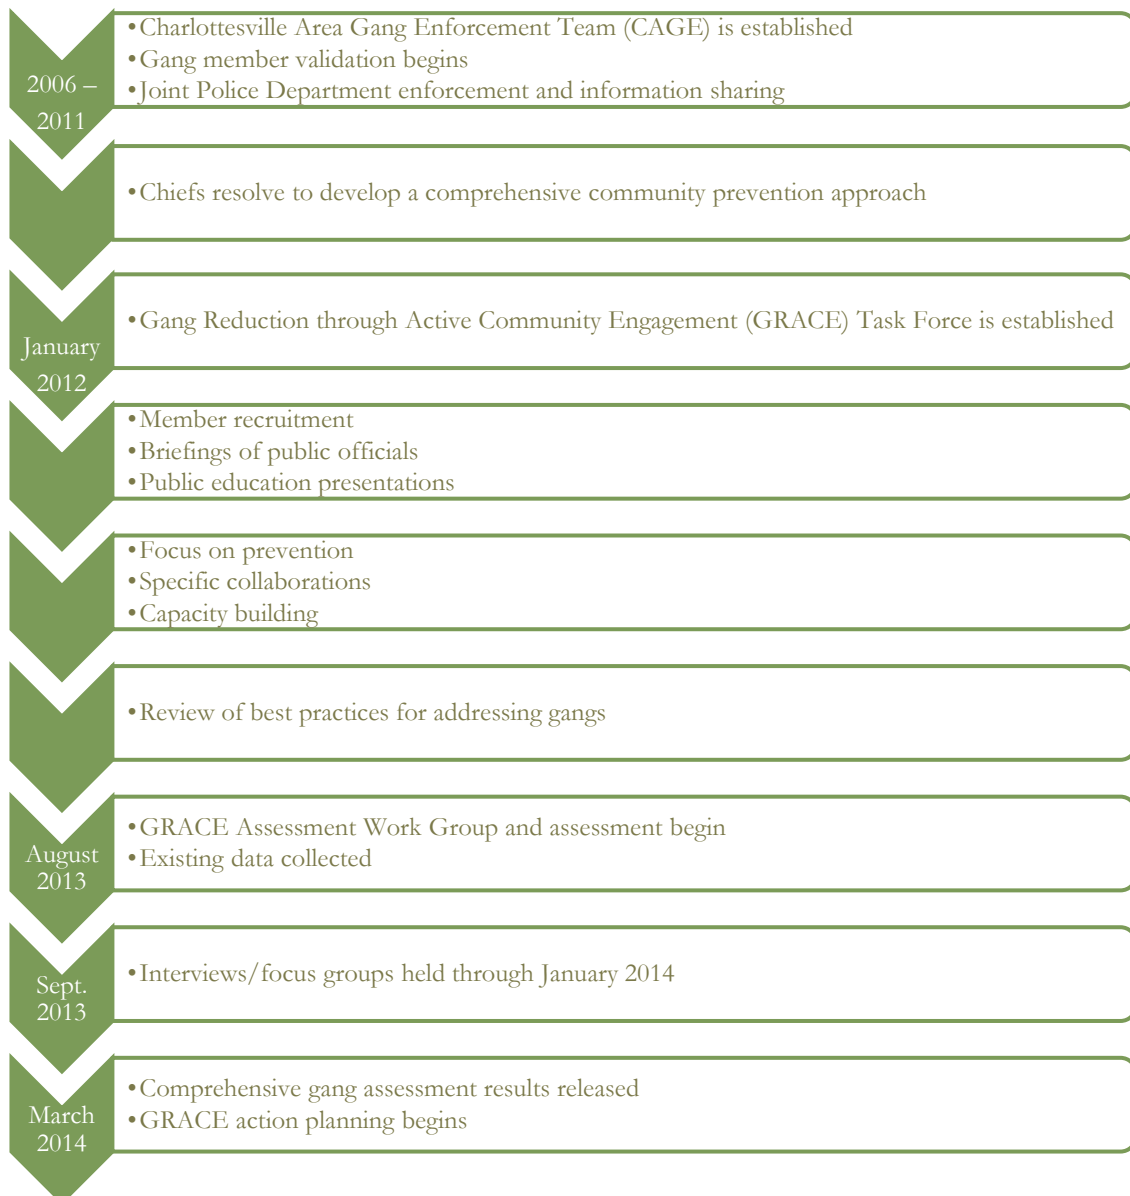 2006 –
2011
•Charlottesville Area Gang Enforcement Team (CAGE) is established
•Gang member validation begins
•Joint Police Department enforcement and information sharing
•Chiefs resolve to develop a comprehensive community prevention approach
January
2012
•Gang Reduction through Active Community Engagement (GRACE) Task Force is established
•Member recruitment
•Briefings of public officials
•Public education presentations
•Focus on prevention
•Specific collaborations
•Capacity building
•Review of best practices for addressing gangs
August
2013
•GRACE Assessment Work Group and assessment begin
•Existing data collected
Sept.
2013
•Interviews/focus groups held through January 2014
March
2014
•Comprehensive gang assessment results released
•GRACE action planning begins